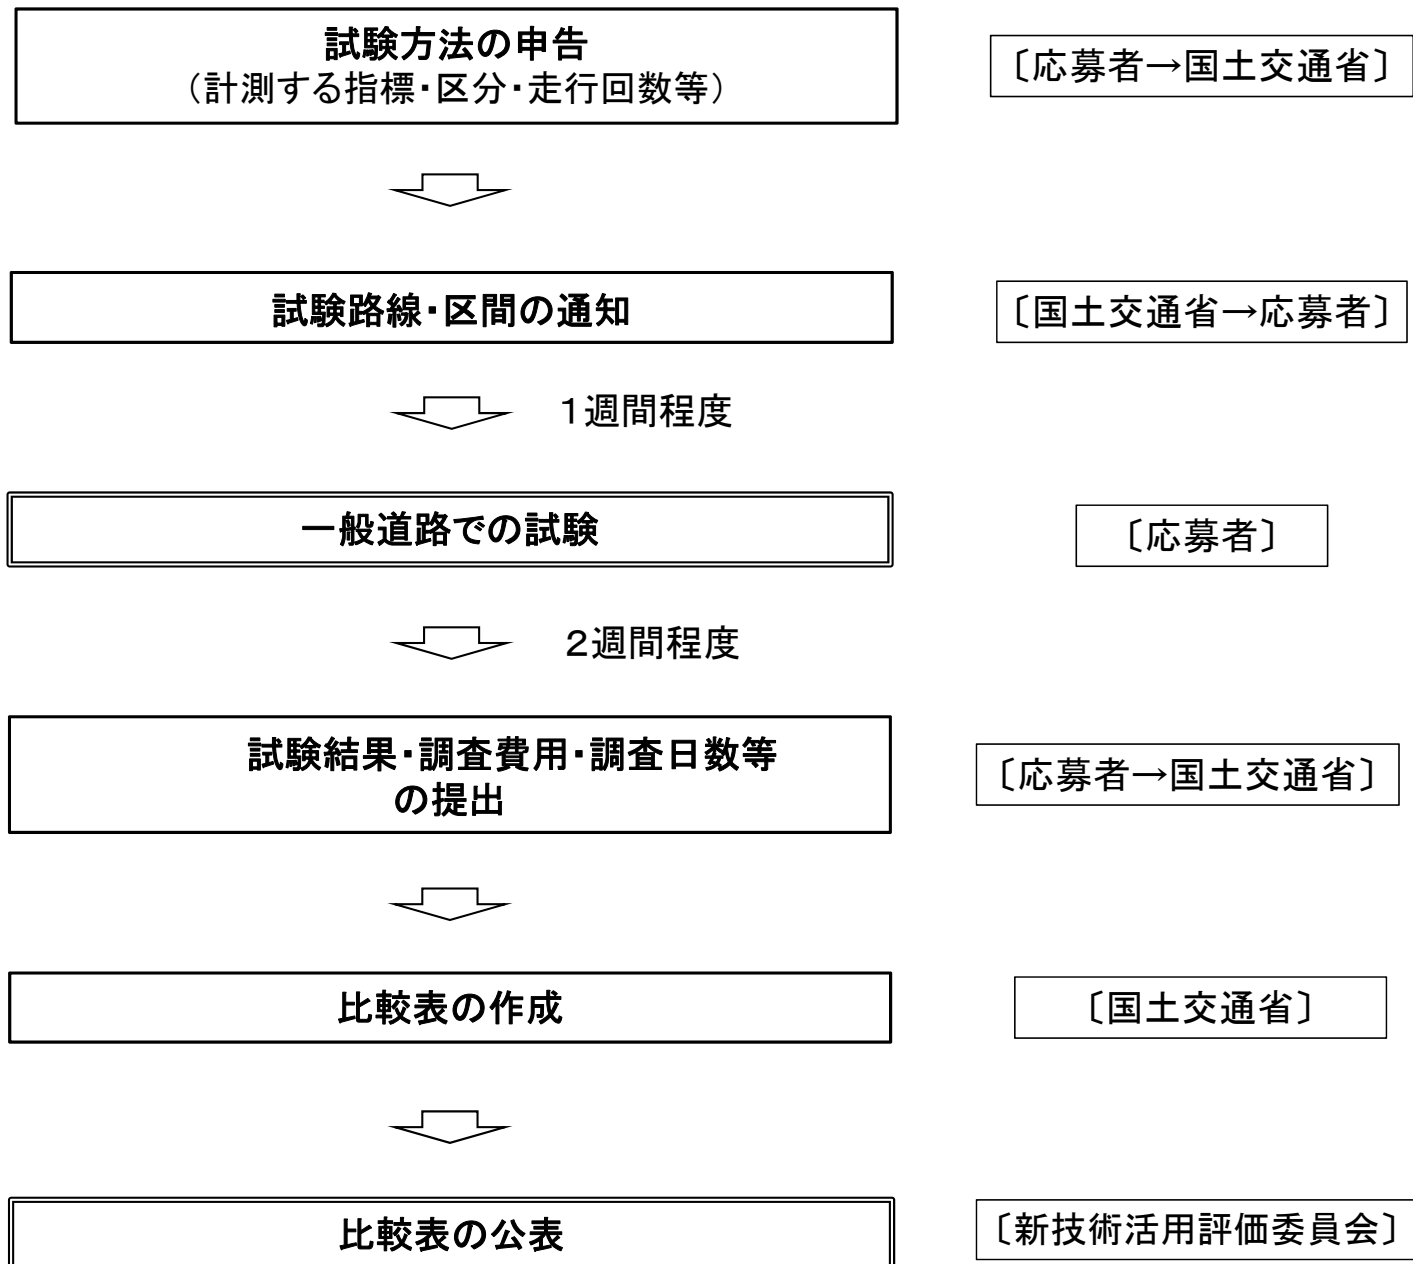 試験方法の申告
（計測する指標・区分・走行回数等）
〔応募者→国土交通省〕
試験路線・区間の通知
〔国土交通省→応募者〕
１週間程度
一般道路での試験
〔応募者〕
２週間程度
試験結果・調査費用・調査日数等
の提出
〔応募者→国土交通省〕
比較表の作成
〔国土交通省〕
比較表の公表
〔新技術活用評価委員会〕